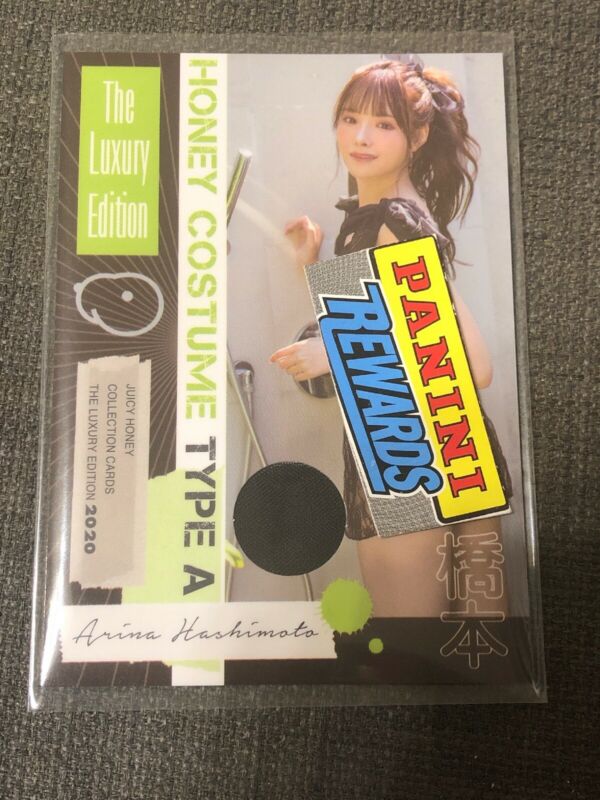 The
Luxury
Edition
HONEY COSTUME TYPE A
JUICY HONEY
COLLECTION CARDS
THE LUXURY EDITION 2020
PANINI
REWARDS
橋本
Arina Hashimoto